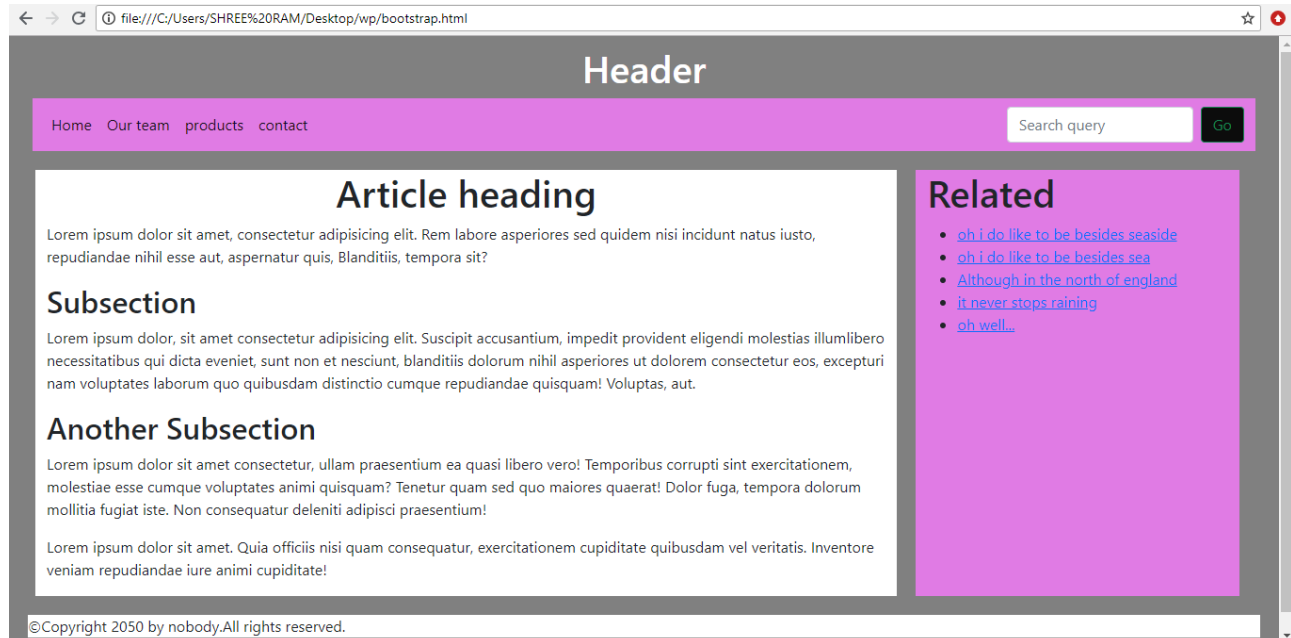 file:///C:/Users/SHREE%20RAM/Desktop/wp/bootstrap.html
Header
Home Our team products contact Search query Go
Article heading
Lorem ipsum dolor sit amet, consectetur adipisicing elit. Rem labore asperiores sed quidem nisi incidunt natus iusto,
repudiandae nihil esse aut, aspernatur quis, Blanditiis, tempora sit?
Subsection
Lorem ipsum dolor, sit amet consectetur adipisicing elit. Suscipit accusantium, impedit provident eligendi molestias illumlibero
necessitatibus qui dicta eveniet, sunt non et nesciunt, blanditiis dolorum nihil asperiores ut dolorem consectetur eos, excepturi
nam voluptates laborum quo quibusdam distinctio cumque repudiandae quisquam! Voluptas, aut.
Another Subsection
Lorem ipsum dolor sit amet consectetur, ullam praesentium ea quasi libero vero! Temporibus corrupti sint exercitationem,
molestiae esse cumque voluptates animi quisquam? Tenetur quam sed quo maiores quaerat! Dolor fuga, tempora dolorum
mollitia fugiat iste. Non consequatur deleniti adipisci praesentium!
Lorem ipsum dolor sit amet. Quia officiis nisi quam consequatur, exercitationem cupiditate quibusdam vel veritatis. Inventore
veniam repudiandae iure animi cupiditate!
Related
oh i do like to be besides seaside
oh i do like to be besides sea
Although in the north of england
it never stops raining
oh well...
©Copyright 2050 by nobody.All rights reserved.